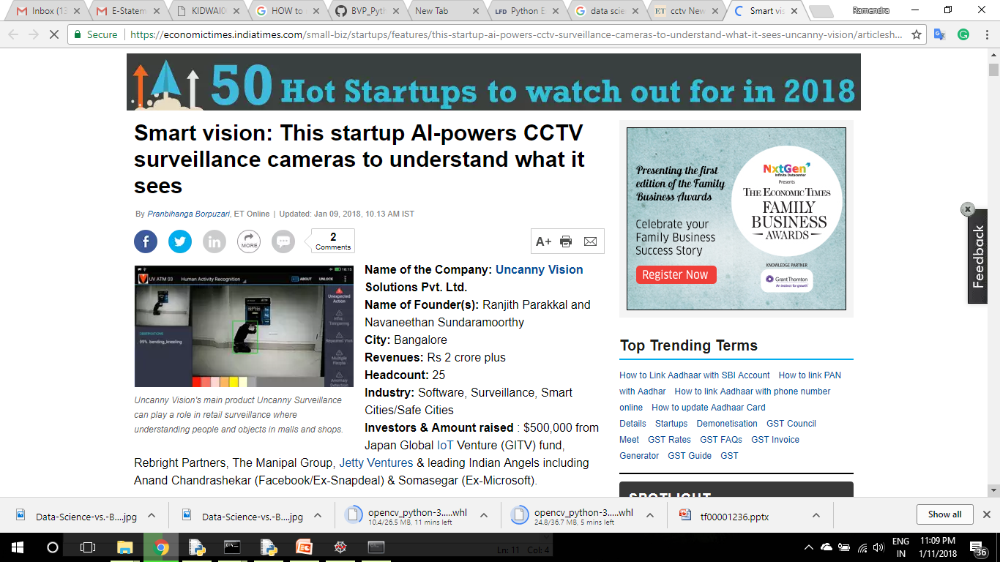 Inbox (13
E-Statem
KIDWAI0
HOW to
BVP_Pyth
New Tab
LFD Python E
data scie
ET cctv New
Smart vis
Ramendra
Secure https://economictimes.indiatimes.com/small-biz/startups/features/this-startup-ai-powers-cctv-surveillance-cameras-to-understand-what-it-sees-uncanny-vision/articlesh...
50 Hot Startups to watch out for in 2018
Smart vision: This startup AI-powers CCTV
surveillance cameras to understand what it
sees
By Pranbihanga Borpuzari, ET Online | Updated: Jan 09, 2018, 10.13 AM IST
MORE
2
Comments
A+
16:15
UV ATM 03 Human Activity Recognition ABOUT UNLOCK
Unexpected
Action
ATM
99% bending_kneeling
Repeated Visit
Multiple
People
Anomaly
Detection
Uncanny Vision's main product Uncanny Surveillance
can play a role in retail surveillance where
understanding people and objects in malls and shops.
Name of the Company: Uncanny Vision
Solutions Pvt. Ltd.
Name of Founder(s): Ranjith Parakkal and
Navaneethan Sundaramoorthy
City: Bangalore
Revenues: Rs 2 crore plus
Headcount: 25
Industry: Software, Surveillance, Smart
Cities/Safe Cities
Investors & Amount raised : $500,000 from
Japan Global IoT Venture (GITV) fund,
Rebright Partners, The Manipal Group, Jetty Ventures & leading Indian Angels including
Anand Chandrashekar (Facebook/Ex-Snapdeal) & Somasegar (Ex-Microsoft).
Presenting the first
edition of the Family
Business Awards
Celebrate your
Family Business
Success Story
Register Now
NxtGen
Infinite Datacenter
Presents
THE ECONOMIC TIMES
FAMILY
BUSINESS
AWARDS
KNOWLEDGE PARTNER
GrantThornton
An instinct for growth
x
Feedback
Top Trending Terms
How to Link Aadhaar with SBI Account How to link PAN
with Aadhar How to link Aadhaar with phone number
online How to update Aadhaar Card
Details Startups Demonetisation GST Council
Meet GST Rates GST FAQs GST Invoice
Generator GST Guide GST
SPOTLIGHT
Data-Science-vs.-B....jpg
Data-Science-vs.-B....jpg
opencv_python-3.....whl
10.4/26.5 MB, 11 mins left
opencv_python-3.....whl
24.8/36.7 MB, 5 mins left
tf00001236.pptx
Show all
Ln: 11 Col: 4
ENG
IN
11:09 PM
1/11/2018
36